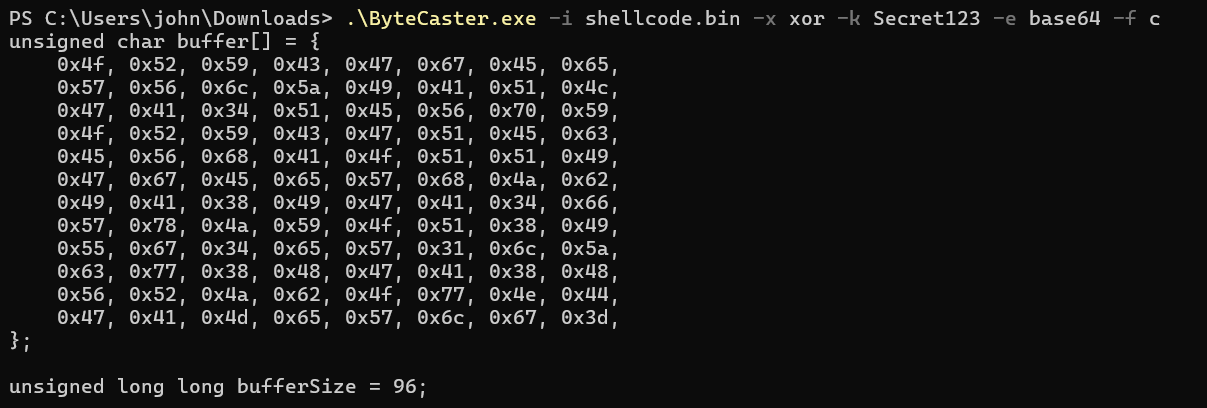 PS C:\Users\john\Downloads> .\ByteCaster.exe -i shellcode.bin -x xor -k Secret123 -e base64 -f c
unsigned char buffer[] = {
    0x4f, 0x52, 0x59, 0x43, 0x47, 0x67, 0x45, 0x65,
    0x57, 0x56, 0x6c, 0x5a, 0x49, 0x41, 0x51, 0x4c,
    0x47, 0x41, 0x34, 0x51, 0x45, 0x56, 0x70, 0x59,
    0x4f, 0x52, 0x59, 0x43, 0x47, 0x51, 0x45, 0x63,
    0x45, 0x56, 0x68, 0x41, 0x4f, 0x51, 0x51, 0x49,
    0x47, 0x67, 0x45, 0x65, 0x57, 0x68, 0x4a, 0x62,
    0x49, 0x41, 0x38, 0x49, 0x47, 0x41, 0x34, 0x66,
    0x57, 0x78, 0x4a, 0x59, 0x4f, 0x51, 0x38, 0x49,
    0x55, 0x67, 0x34, 0x65, 0x57, 0x31, 0x6c, 0x5a,
    0x63, 0x77, 0x38, 0x48, 0x47, 0x41, 0x38, 0x48,
    0x56, 0x52, 0x4a, 0x62, 0x4f, 0x77, 0x4e, 0x44,
    0x47, 0x41, 0x4d, 0x65, 0x57, 0x6c, 0x67, 0x3d,
};
unsigned long long bufferSize = 96;